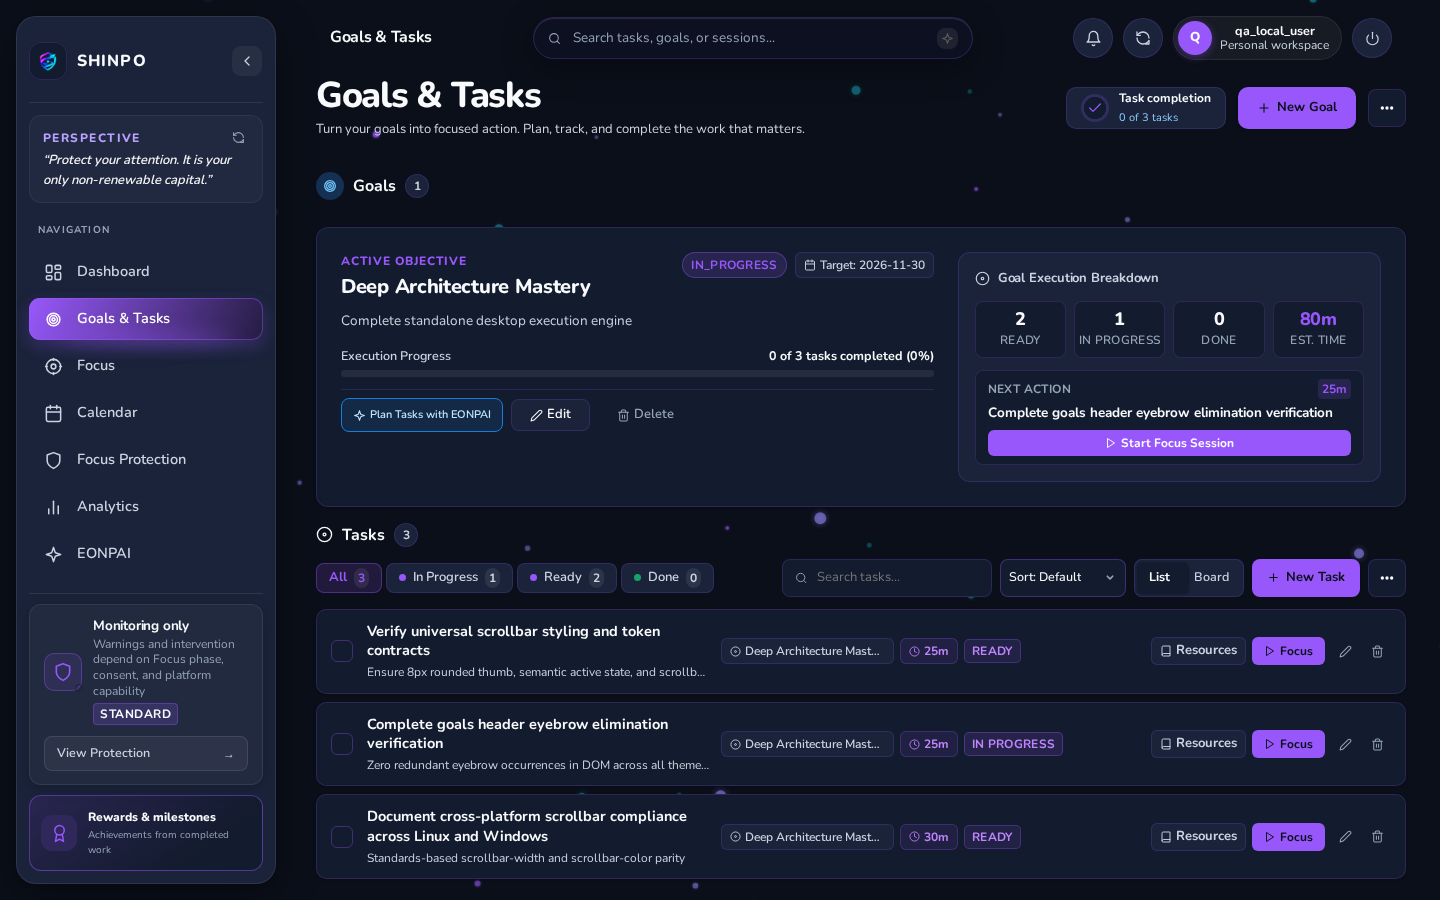 SHINPO
PERSPECTIVE
“Protect your attention. It is your
only non-renewable capital.”
NAVIGATION
Dashboard
Goals & Tasks
Focus
Calendar
Focus Protection
Analytics
EONPAI
Monitoring only
Warnings and intervention
depend on Focus phase,
consent, and platform
capability
STANDARD
View Protection →
Rewards & milestones
Achievements from completed
work
Goals & Tasks
Search tasks, goals, or sessions...
Q
qa_local_user
Personal workspace
Goals & Tasks
Turn your goals into focused action. Plan, track, and complete the work that matters.
Task completion
0 of 3 tasks
New Goal
Goals 1
ACTIVE OBJECTIVE
IN_PROGRESS
Target: 2026-11-30
Deep Architecture Mastery
Complete standalone desktop execution engine
Execution Progress
0 of 3 tasks completed (0%)
Plan Tasks with EONPAI
Edit
Delete
Goal Execution Breakdown
2
READY
1
IN PROGRESS
0
DONE
80m
EST. TIME
NEXT ACTION
25m
Complete goals header eyebrow elimination verification
Start Focus Session
Tasks 3
All 3
In Progress 1
Ready 2
Done 0
Search tasks...
Sort: Default
List
Board
New Task
Verify universal scrollbar styling and token
contracts
Ensure 8px rounded thumb, semantic active state, and scrollb...
Deep Architecture Mast...
25m
READY
Resources
Focus
Complete goals header eyebrow elimination
verification
Zero redundant eyebrow occurrences in DOM across all theme...
Deep Architecture Mast...
25m
IN PROGRESS
Resources
Focus
Document cross-platform scrollbar compliance
across Linux and Windows
Standards-based scrollbar-width and scrollbar-color parity
Deep Architecture Mast...
30m
READY
Resources
Focus